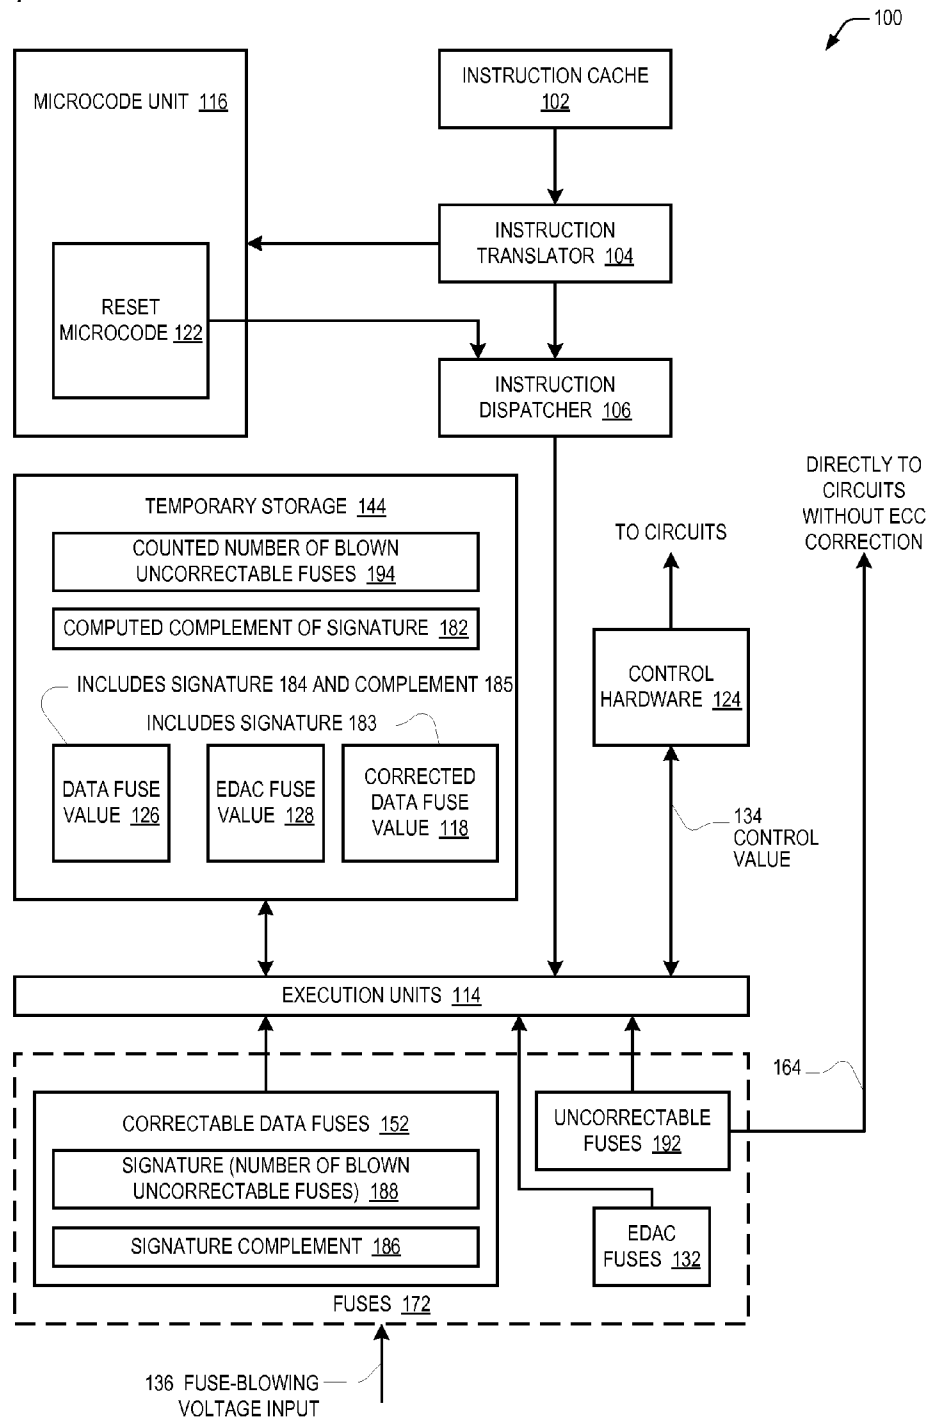 100
MICROCODE UNIT 116
INSTRUCTION CACHE
102
INSTRUCTION
TRANSLATOR 104
RESET
MICROCODE 122
INSTRUCTION
DISPATCHER 106
DIRECTLY TO
CIRCUITS
WITHOUT ECC
CORRECTION
TEMPORARY STORAGE 144
TO CIRCUITS
COUNTED NUMBER OF BLOWN
UNCORRECTABLE FUSES 194
COMPUTED COMPLEMENT OF SIGNATURE 182
INCLUDES SIGNATURE 184 AND COMPLEMENT 185
INCLUDES SIGNATURE 183
CONTROL
HARDWARE 124
DATA FUSE
VALUE 126
EDAC FUSE
VALUE 128
CORRECTED
DATA FUSE
VALUE 118
134
CONTROL
VALUE
EXECUTION UNITS 114
164
CORRECTABLE DATA FUSES 152
SIGNATURE (NUMBER OF BLOWN
UNCORRECTABLE FUSES) 188
SIGNATURE COMPLEMENT 186
UNCORRECTABLE
FUSES 192
EDAC
FUSES 132
FUSES 172
136 FUSE-BLOWING
VOLTAGE INPUT